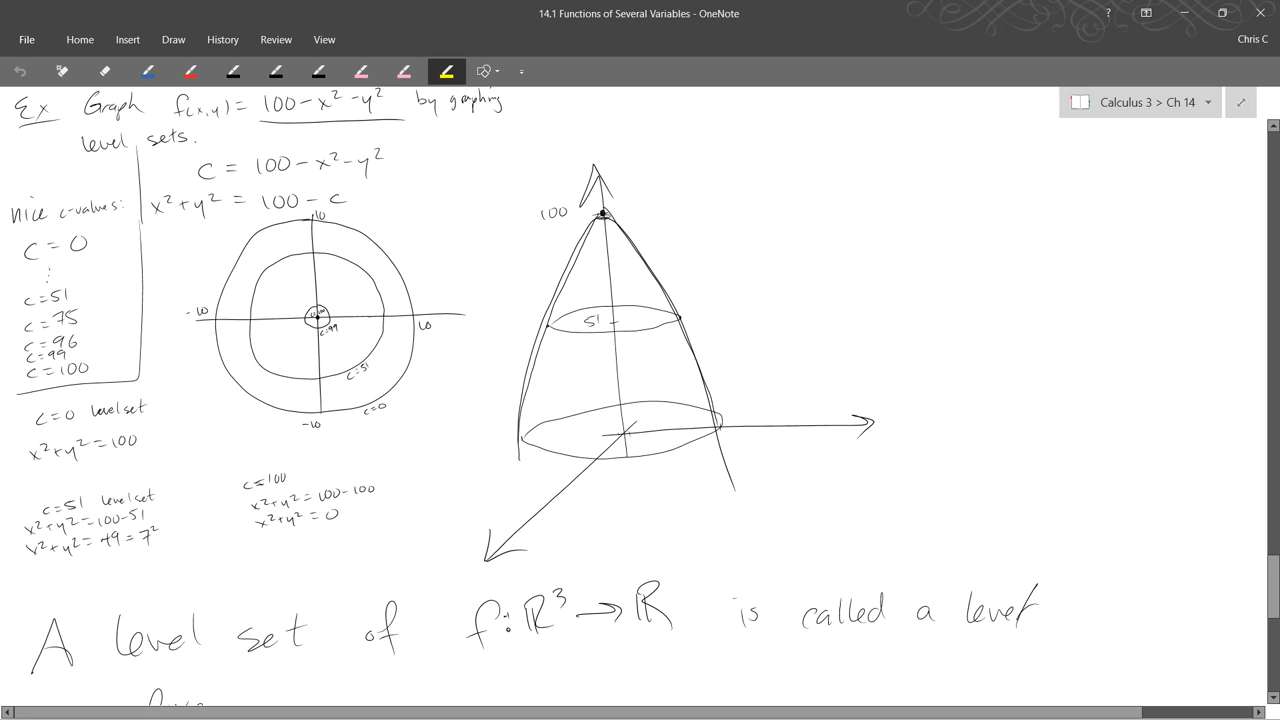 14.1 Functions of Several Variables - OneNote
File Home Insert Draw History Review View
Chris C
Calculus 3 > Ch 14
Ex Graph f(x,y) = 100 - x² - y² by graphing
level sets.
C = 100 - x² - y²
x² + y² = 100 - C
nice c-values:
C = 0
⋮
C = 51
C = 75
C = 96
C = 99
C = 100
10
-10
10
-10
c=100
c=99
c=51
c=0
C=0 level set
x² + y² = 100
C=51 level set
x² + y² = 100 - 51
x² + y² = 49 = 7²
C=100
x² + y² = 100 - 100
x² + y² = 0
100
51
A level set of f: ℝ³ → ℝ is called a level